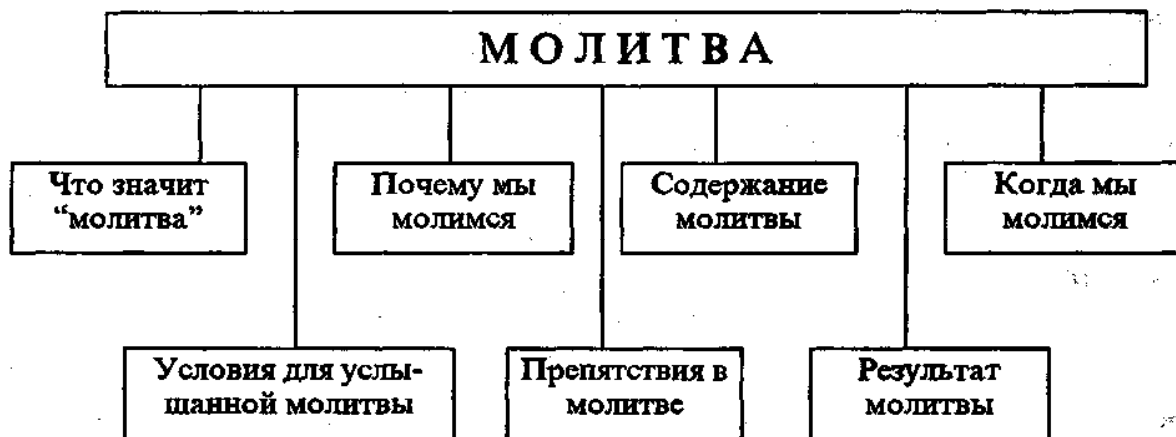 МОЛИТВА
Что значит
“молитва”
Почему мы
молимся
Содержание
молитвы
Когда мы
молимся
Условия для услы-
шанной молитвы
Препятствия в
молитве
Результат
молитвы